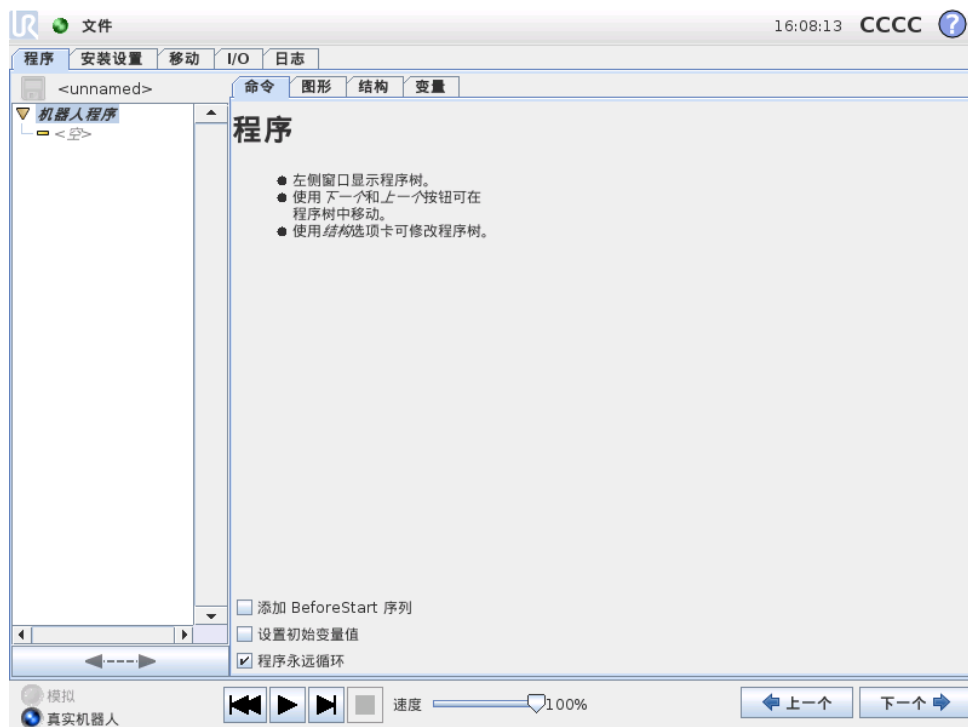 UR 文件 16:08:13 CCCC ?
程序 安装设置 移动 I/O 日志
<unnamed>
命令 图形 结构 变量
机器人程序
<空>
程序
左侧窗口显示程序树。
使用下一个和上一个按钮可在
程序树中移动。
使用结构选项卡可修改程序树。
添加 BeforeStart 序列
设置初始变量值
程序永远循环
模拟
真实机器人
速度 100%
上一个 下一个